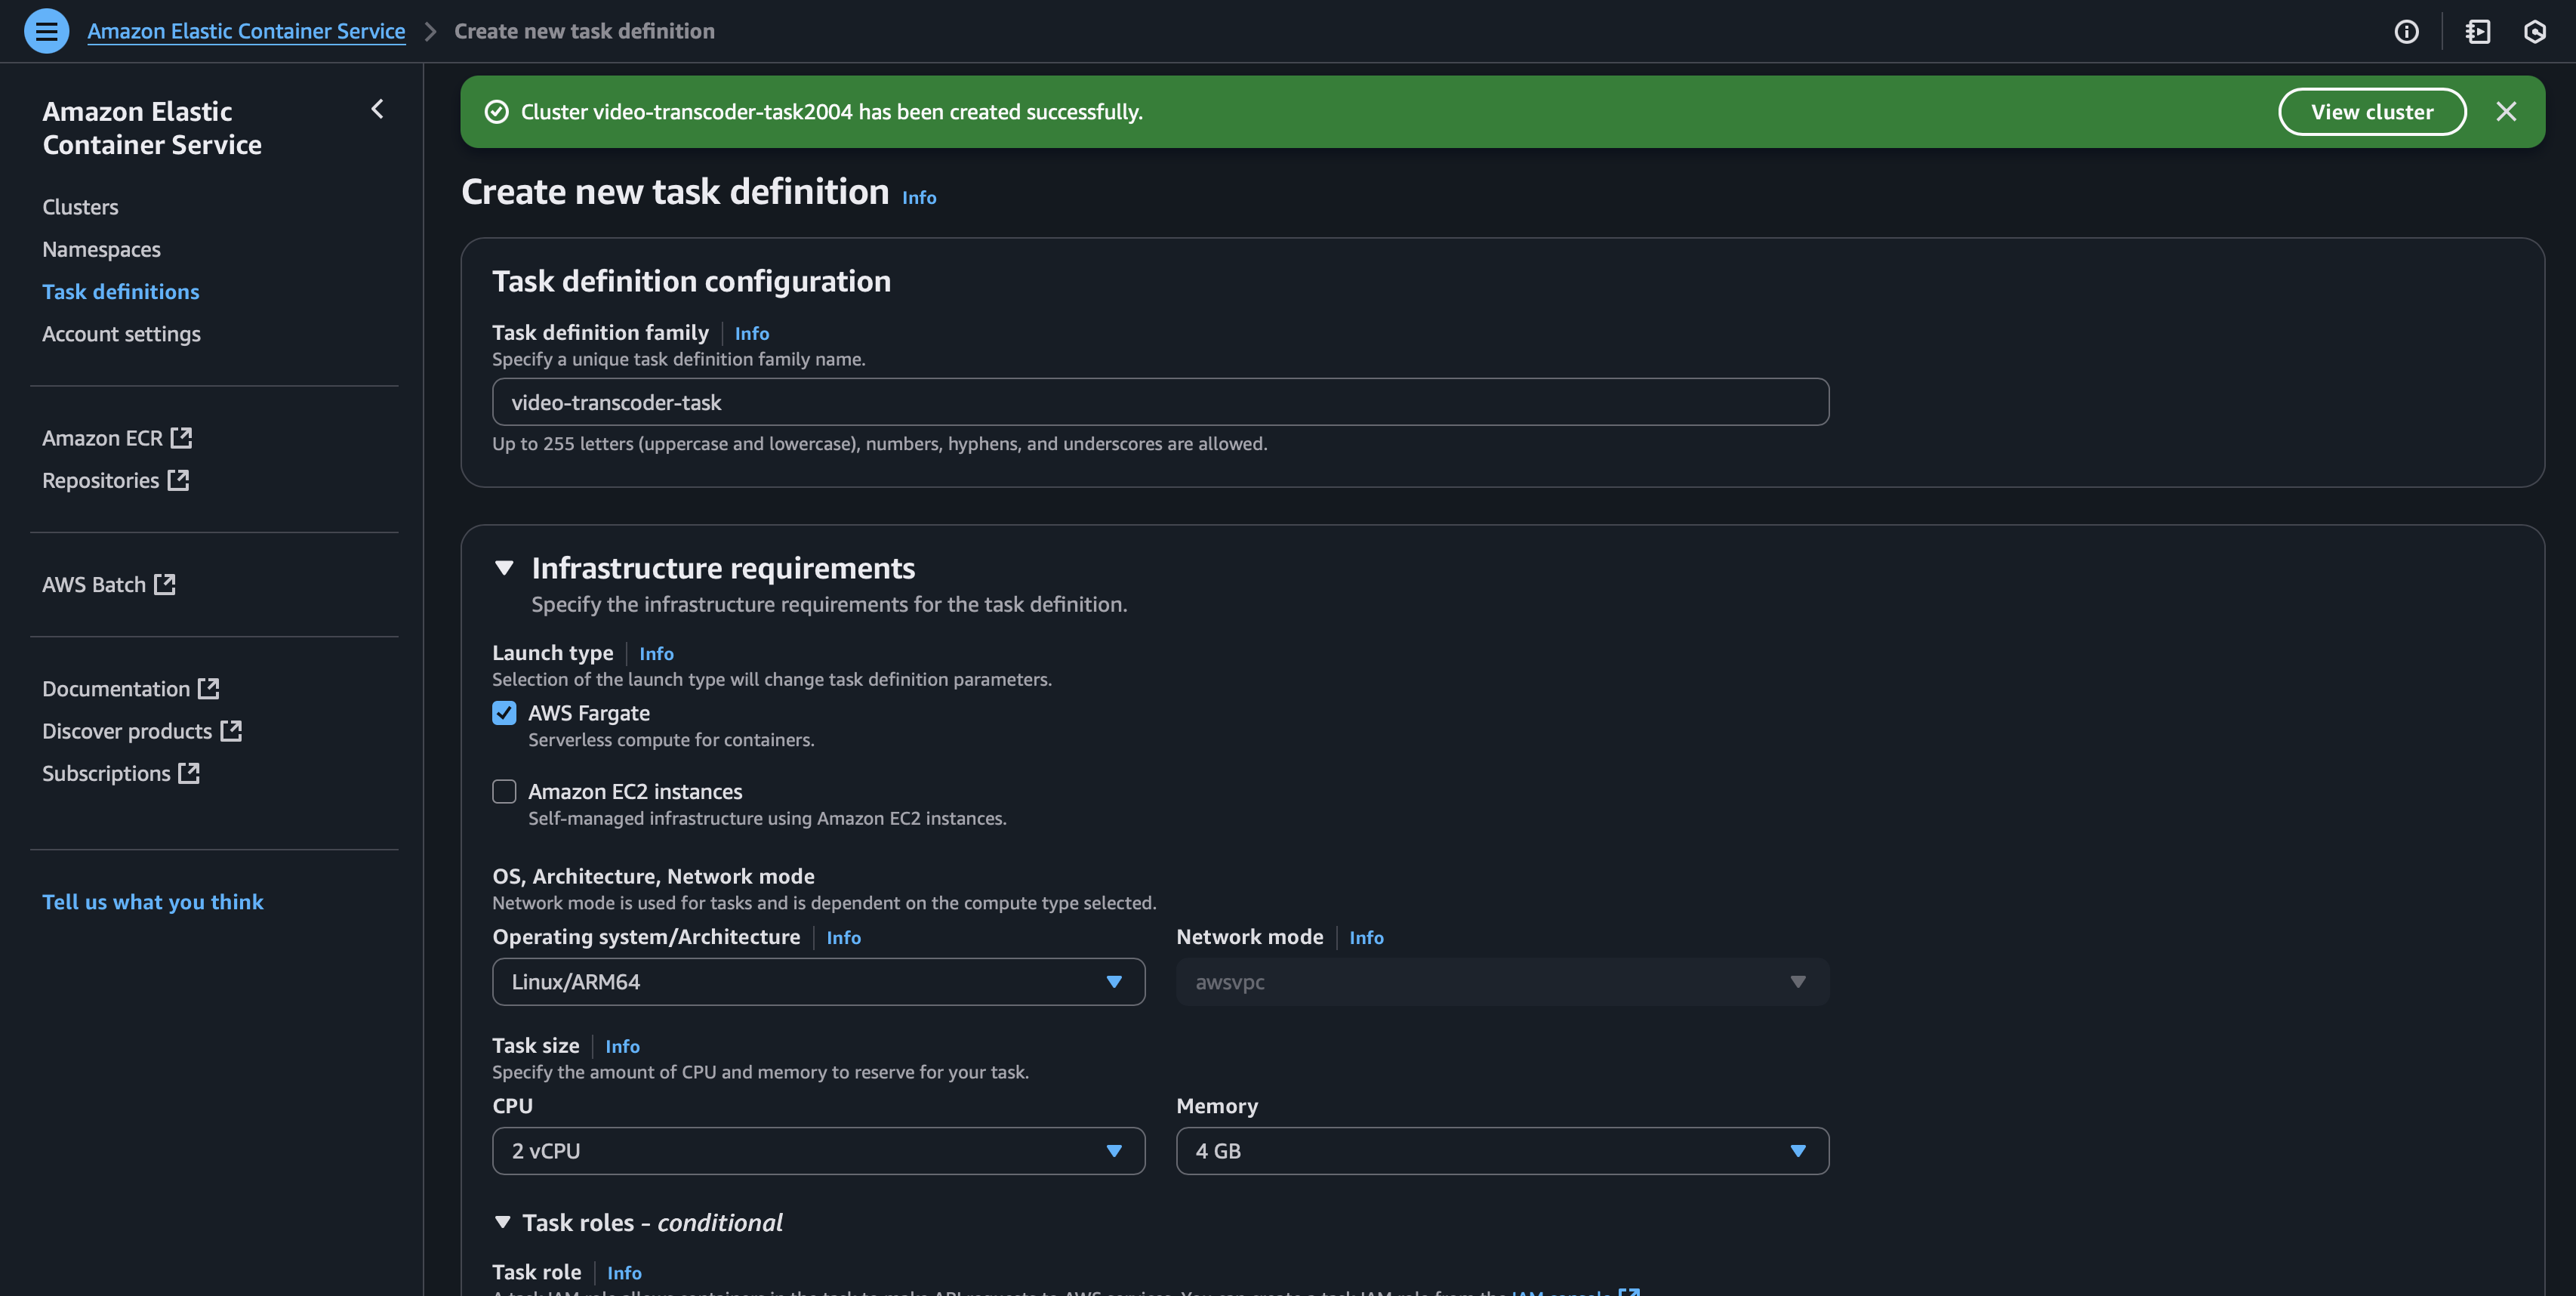 Amazon Elastic Container Service > Create new task definition
Amazon Elastic
Container Service
Clusters
Namespaces
Task definitions
Account settings
Amazon ECR
Repositories
AWS Batch
Documentation
Discover products
Subscriptions
Tell us what you think
Cluster video-transcoder-task2004 has been created successfully.
View cluster
Create new task definition Info
Task definition configuration
Task definition family Info
Specify a unique task definition family name.
video-transcoder-task
Up to 255 letters (uppercase and lowercase), numbers, hyphens, and underscores are allowed.
Infrastructure requirements
Specify the infrastructure requirements for the task definition.
Launch type Info
Selection of the launch type will change task definition parameters.
AWS Fargate
Serverless compute for containers.
Amazon EC2 instances
Self-managed infrastructure using Amazon EC2 instances.
OS, Architecture, Network mode
Network mode is used for tasks and is dependent on the compute type selected.
Operating system/Architecture Info
Network mode Info
Linux/ARM64
awsvpc
Task size Info
Specify the amount of CPU and memory to reserve for your task.
CPU
Memory
2 vCPU
4 GB
Task roles - conditional
Task role Info